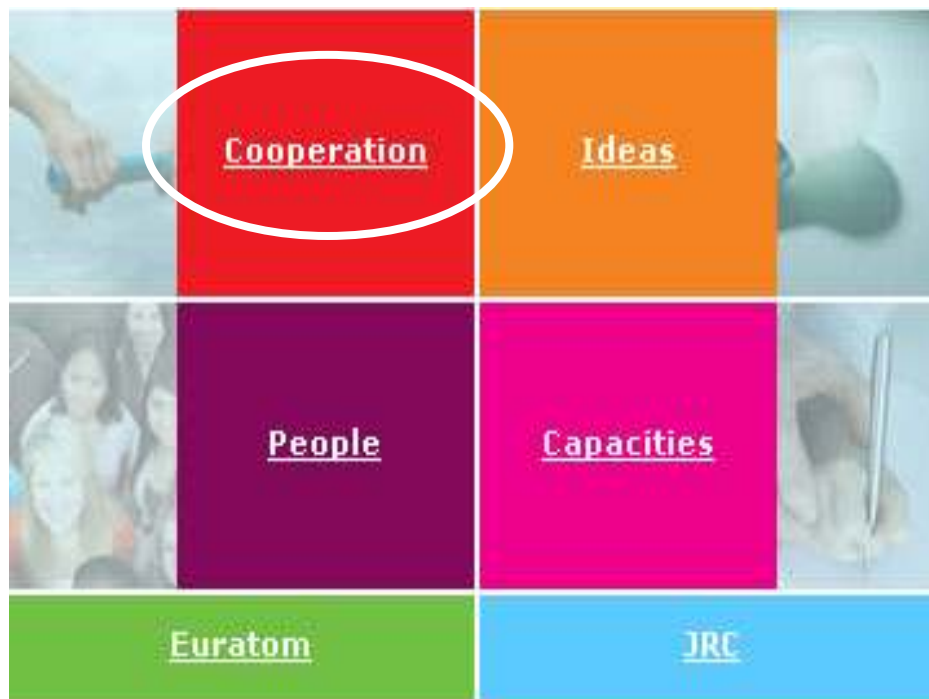 Cooperation
Ideas
People
Capacities
Euratom
JRC